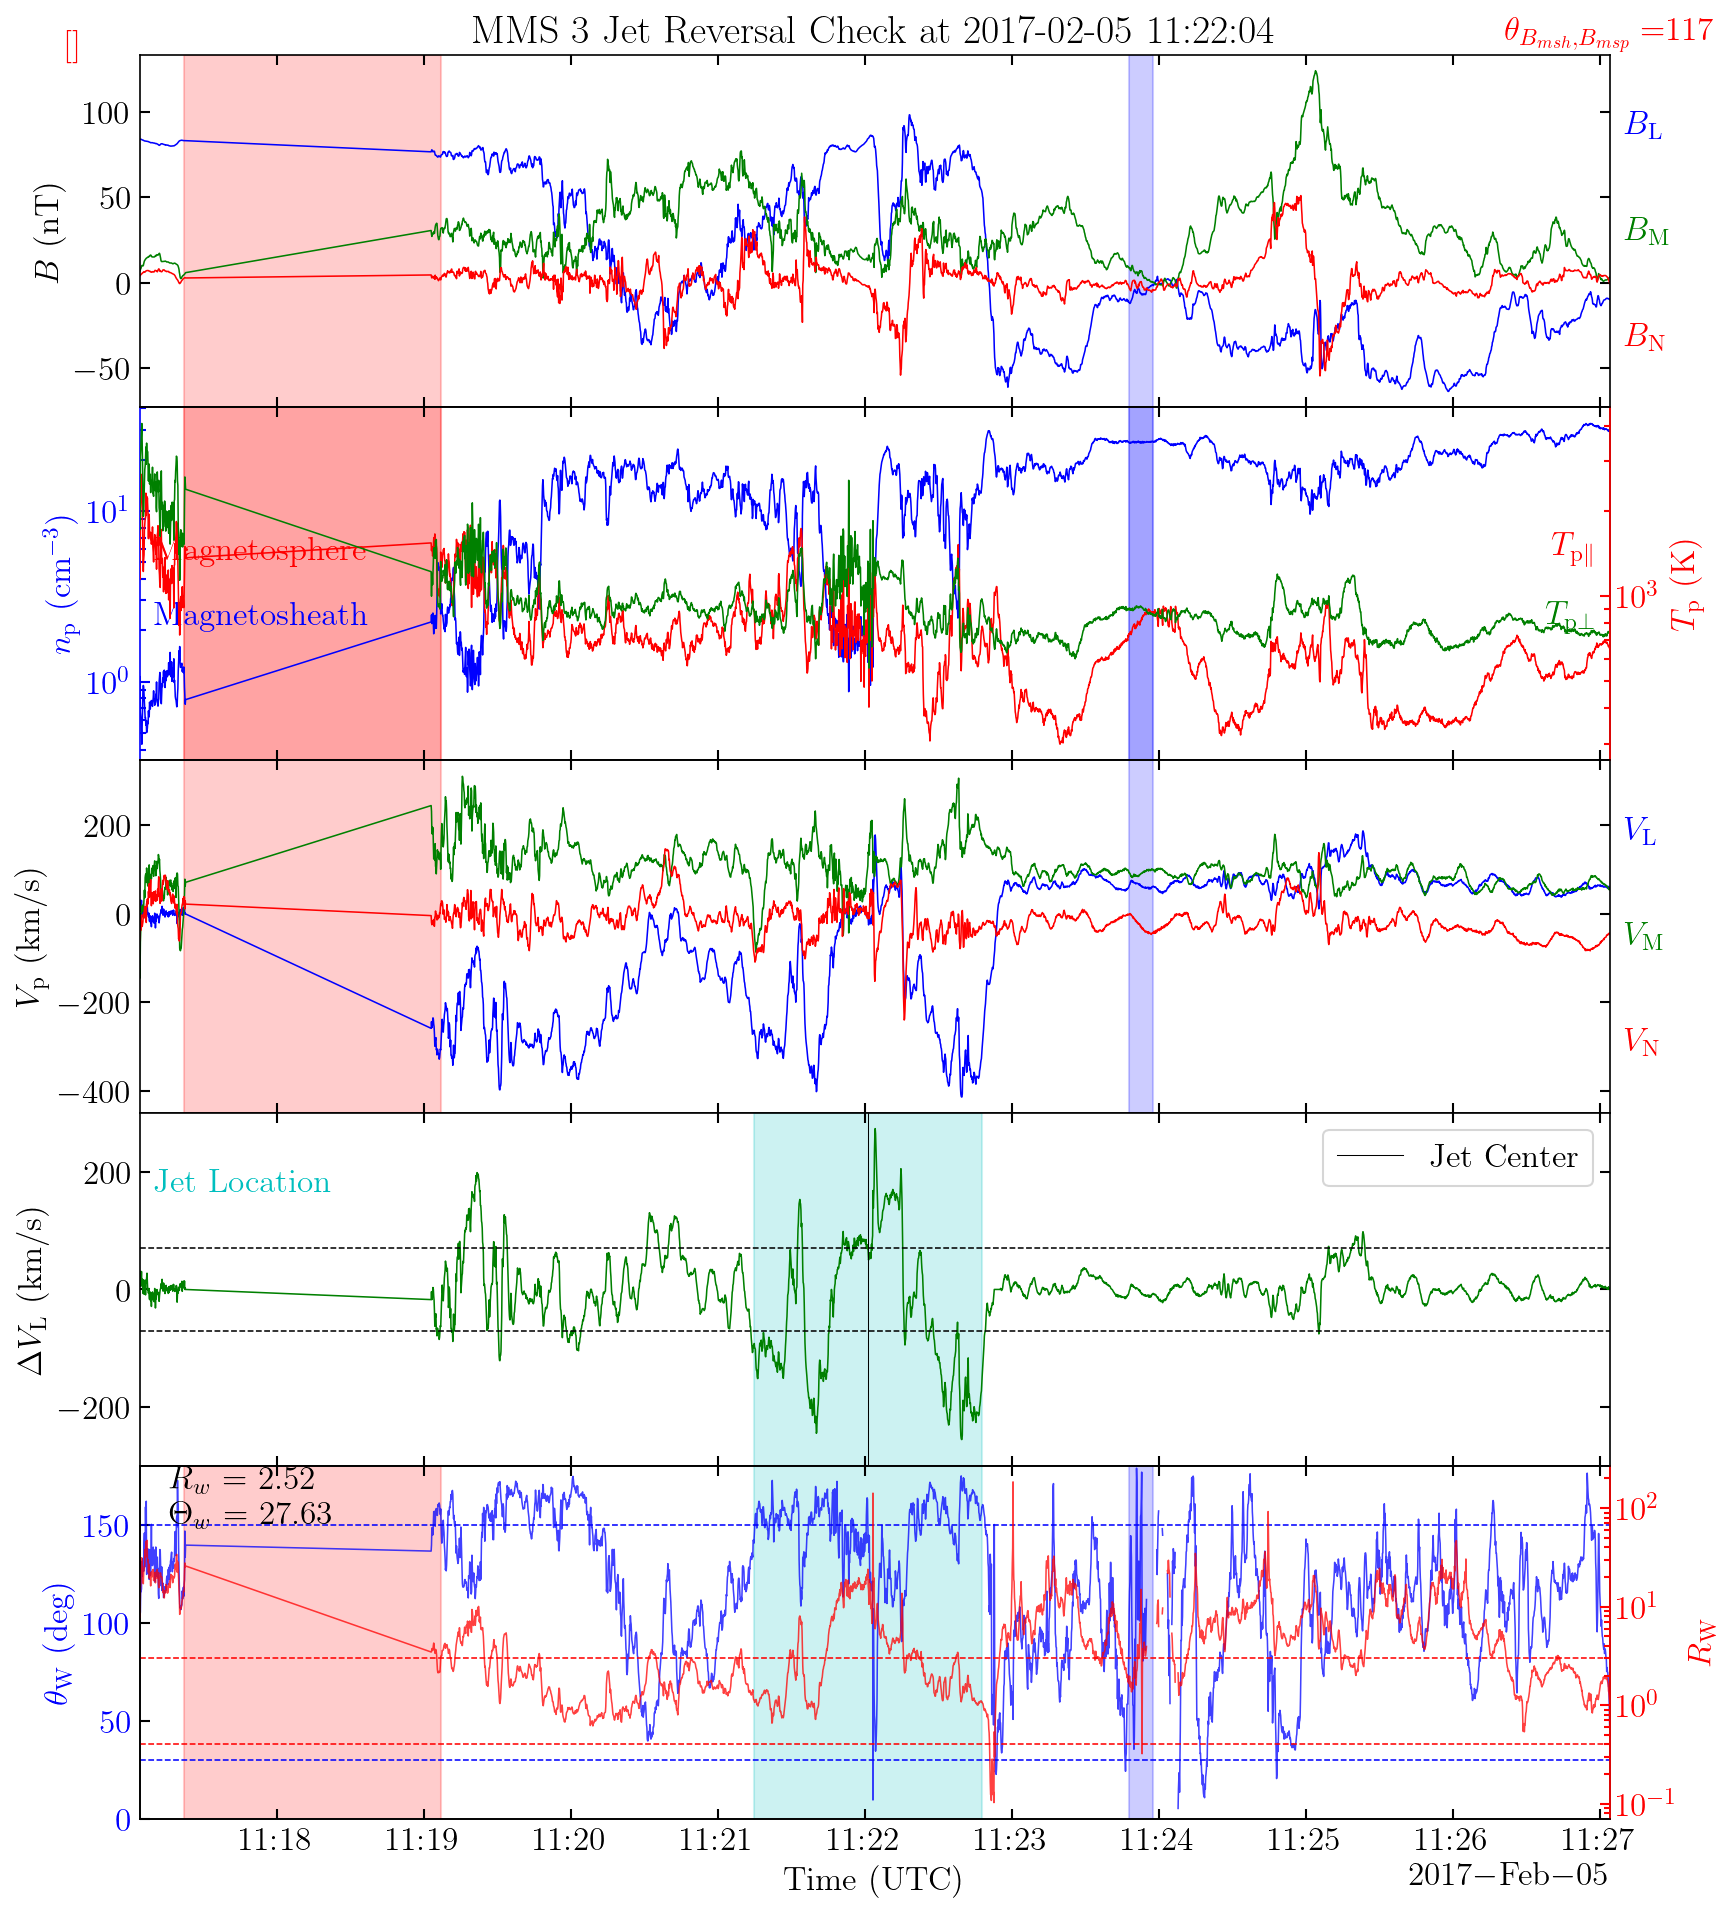 MMS 3 Jet Reversal Check at 2017-02-05 11:22:04
θ_{B_{msh},B_{msp}} =117
[]
100
50
0
−50
B (nT)
B_L
B_M
B_N
10^1
10^0
n_p (cm^{−3})
Magnetosphere
Magnetosheath
T_{p∥}
T_{p⊥}
10^3
T_p (K)
200
0
−200
−400
V_p (km/s)
V_L
V_M
V_N
Jet Location
Jet Center
200
0
−200
ΔV_L (km/s)
R_w = 2.52
Θ_w = 27.63
150
100
50
0
θ_W (deg)
10^2
10^1
10^0
10^{−1}
R_W
11:18 11:19 11:20 11:21 11:22 11:23 11:24 11:25 11:26 11:27
Time (UTC)
2017−Feb−05